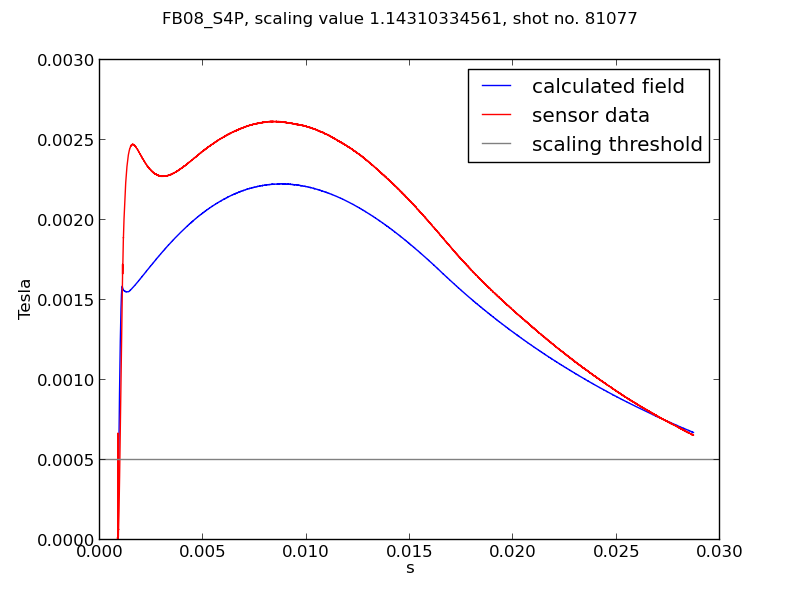 FB08_S4P, scaling value 1.14310334561, shot no. 81077
calculated field
sensor data
scaling threshold
Tesla
0.0030
0.0025
0.0020
0.0015
0.0010
0.0005
0.0000
0.000
0.005
0.010
0.015
0.020
0.025
0.030
s